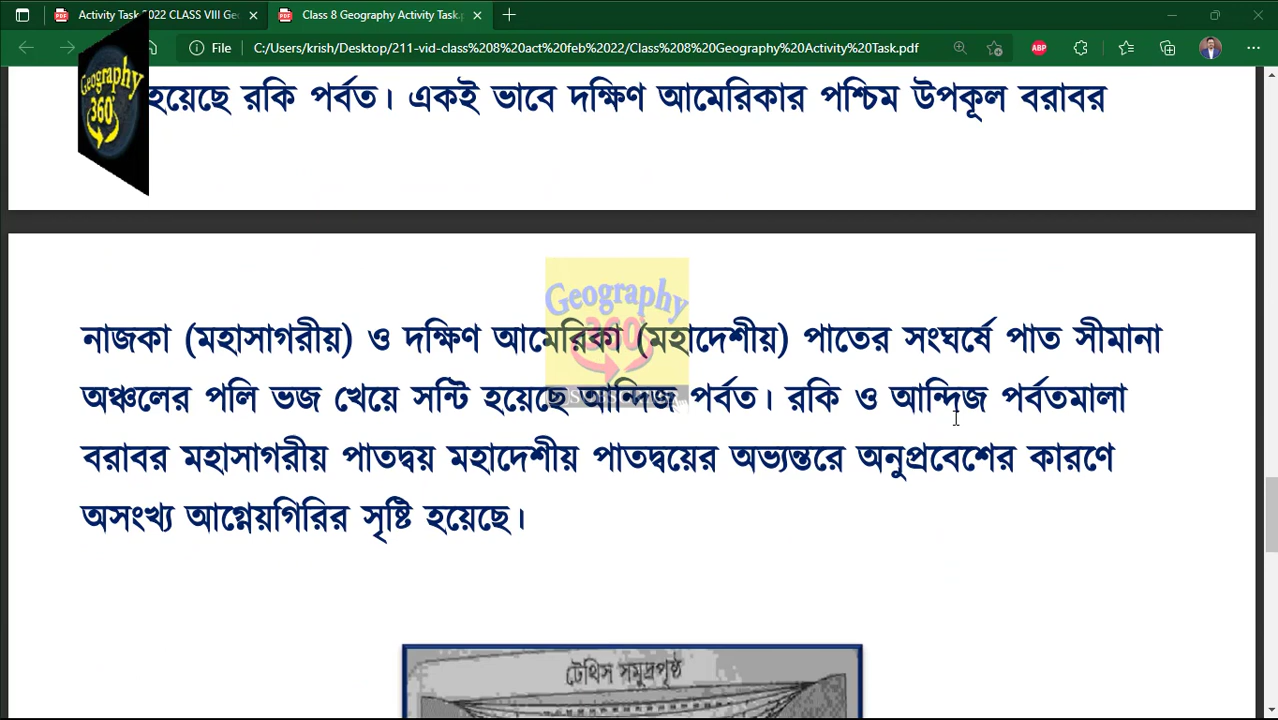 Activity Task 2022 CLASS VIII Geo
Class 8 Geography Activity Task.p
File
C:/Users/krish/Desktop/211-vid-class%208%20act%20feb%2022/Class%208%20Geography%20Activity%20Task.pdf
ABP
Geography
360°
হয়েছে রকি পর্বত। একই ভাবে দক্ষিণ আমেরিকার পশ্চিম উপকূল বরাবর
Geography
360°
নাজকা (মহাসাগরীয়) ও দক্ষিণ আমেরিকা (মহাদেশীয়) পাতের সংঘর্ষে পাত সীমানা
অঞ্চলের পলি ভজ খেয়ে সন্টি হয়েছে আন্দিজ পর্বত। রকি ও আন্দিজ পর্বতমালা
বরাবর মহাসাগরীয় পাতদ্বয় মহাদেশীয় পাতদ্বয়ের অভ্যন্তরে অনুপ্রবেশের কারণে
অসংখ্য আগ্নেয়গিরির সৃষ্টি হয়েছে।
টেথিস সমুদ্রপৃষ্ঠ